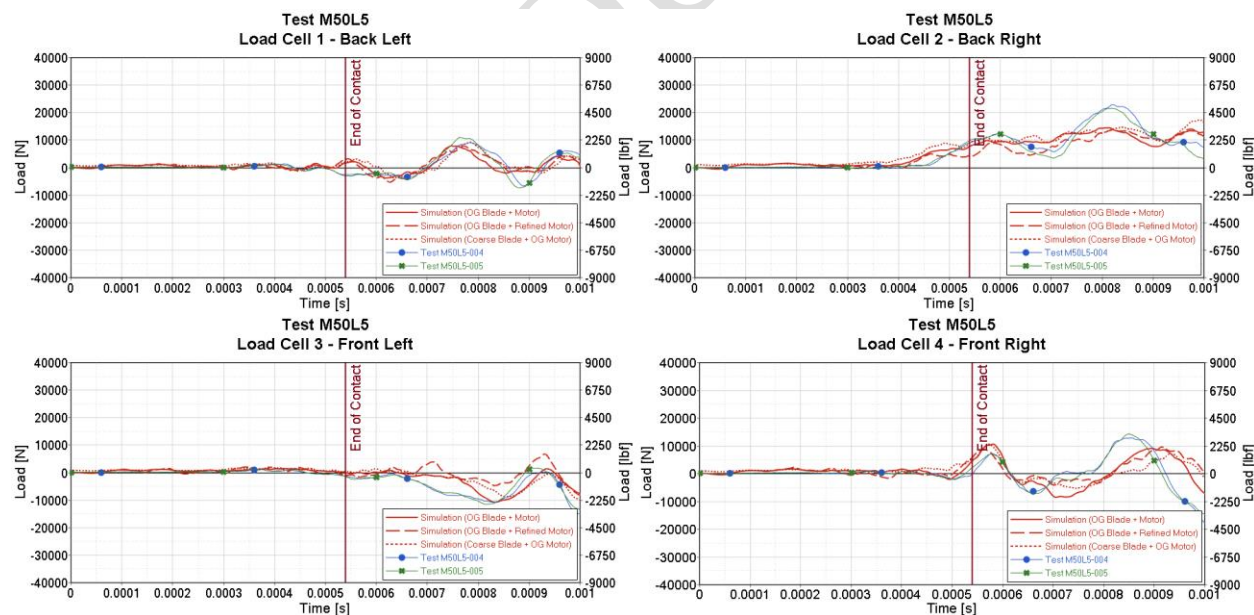 Test M50L5
Load Cell 1 - Back Left
40000
30000
20000
10000
0
-10000
-20000
-30000
-40000
Load [N]
9000
6750
4500
2250
0
-2250
-4500
-6750
-9000
Load [lbf]
End of Contact
Simulation (OG Blade + Motor)
Simulation (OG Blade + Refined Motor)
Simulation (Coarse Blade + OG Motor)
Test M50L5-004
Test M50L5-005
0 0.0001 0.0002 0.0003 0.0004 0.0005 0.0006 0.0007 0.0008 0.0009 0.001
Time [s]
Test M50L5
Load Cell 2 - Back Right
40000
30000
20000
10000
0
-10000
-20000
-30000
-40000
Load [N]
9000
6750
4500
2250
0
-2250
-4500
-6750
-9000
Load [lbf]
End of Contact
Simulation (OG Blade + Motor)
Simulation (OG Blade + Refined Motor)
Simulation (Coarse Blade + OG Motor)
Test M50L5-004
Test M50L5-005
0 0.0001 0.0002 0.0003 0.0004 0.0005 0.0006 0.0007 0.0008 0.0009 0.001
Time [s]
Test M50L5
Load Cell 3 - Front Left
40000
30000
20000
10000
0
-10000
-20000
-30000
-40000
Load [N]
9000
6750
4500
2250
0
-2250
-4500
-6750
-9000
Load [lbf]
End of Contact
Simulation (OG Blade + Motor)
Simulation (OG Blade + Refined Motor)
Simulation (Coarse Blade + OG Motor)
Test M50L5-004
Test M50L5-005
0 0.0001 0.0002 0.0003 0.0004 0.0005 0.0006 0.0007 0.0008 0.0009 0.001
Time [s]
Test M50L5
Load Cell 4 - Front Right
40000
30000
20000
10000
0
-10000
-20000
-30000
-40000
Load [N]
9000
6750
4500
2250
0
-2250
-4500
-6750
-9000
Load [lbf]
End of Contact
Simulation (OG Blade + Motor)
Simulation (OG Blade + Refined Motor)
Simulation (Coarse Blade + OG Motor)
Test M50L5-004
Test M50L5-005
0 0.0001 0.0002 0.0003 0.0004 0.0005 0.0006 0.0007 0.0008 0.0009 0.001
Time [s]